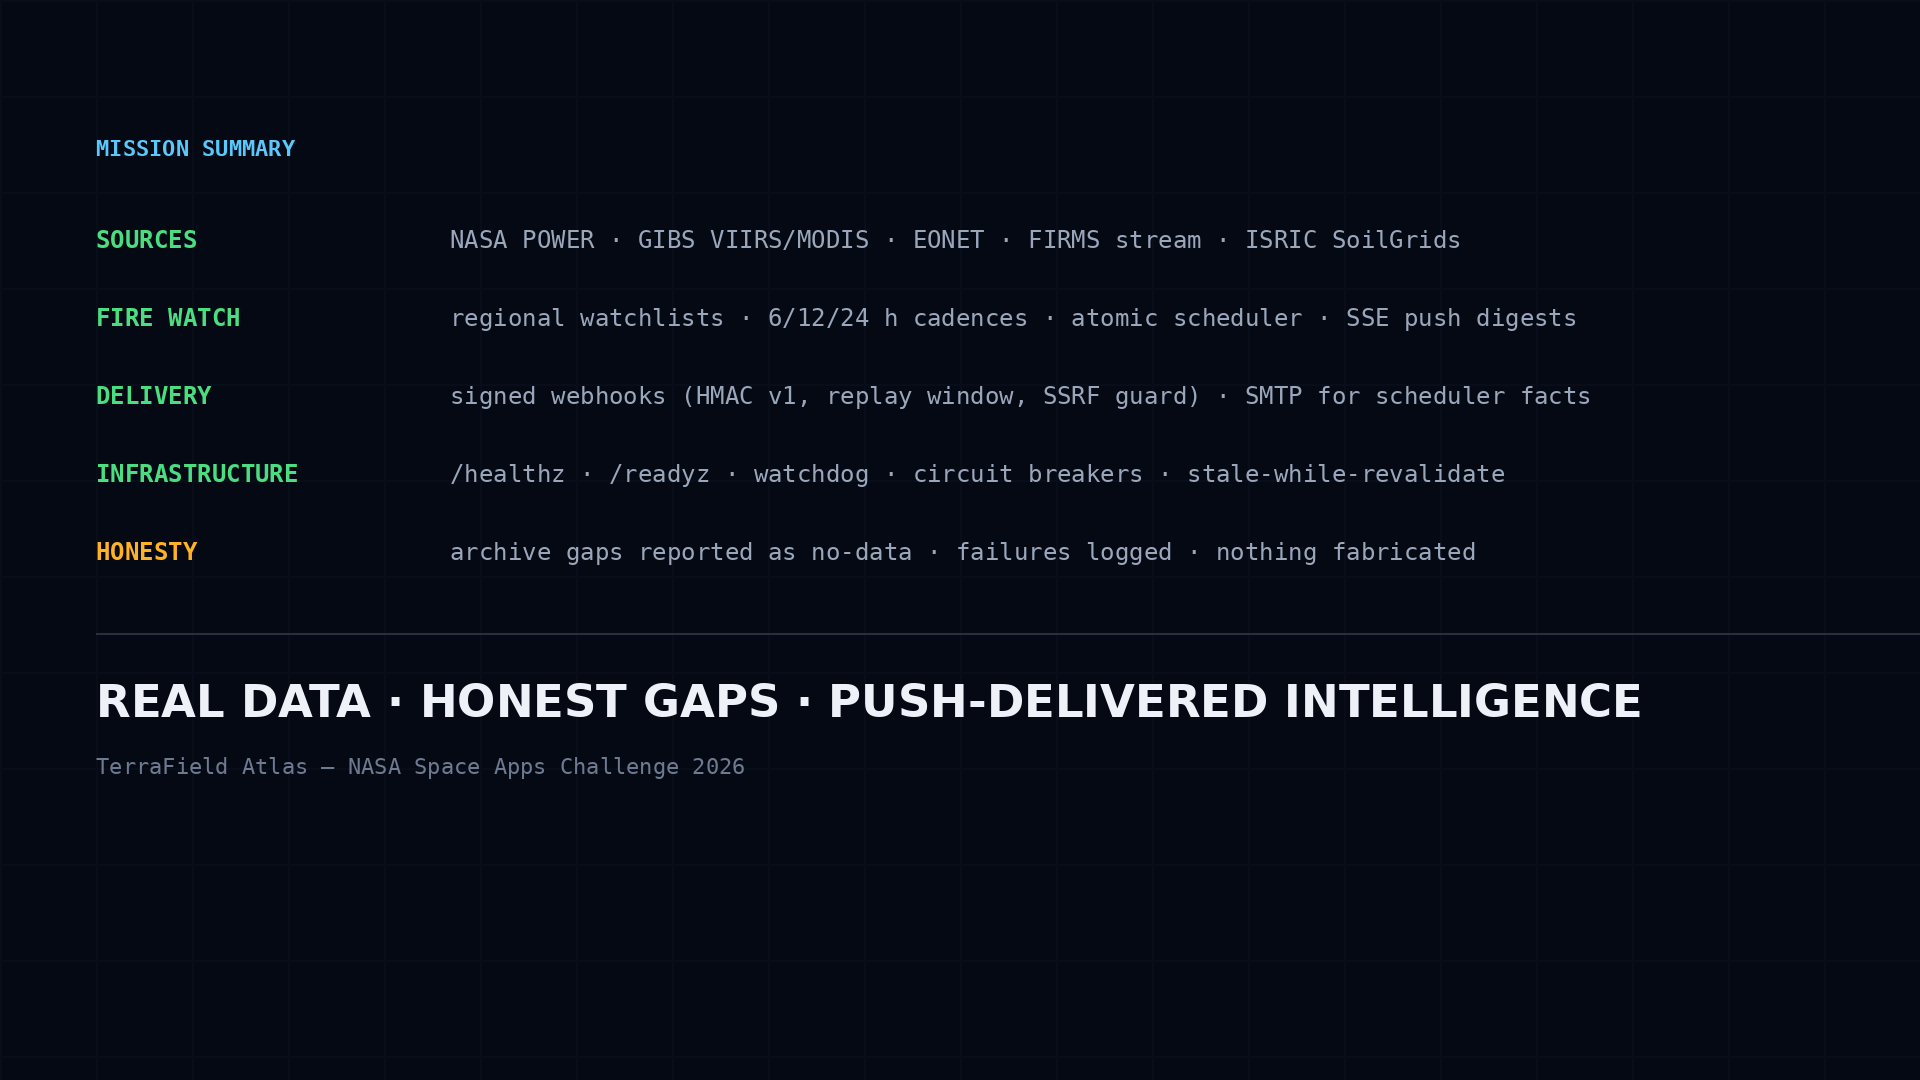 MISSION SUMMARY
SOURCES NASA POWER · GIBS VIIRS/MODIS · EONET · FIRMS stream · ISRIC SoilGrids
FIRE WATCH regional watchlists · 6/12/24 h cadences · atomic scheduler · SSE push digests
DELIVERY signed webhooks (HMAC v1, replay window, SSRF guard) · SMTP for scheduler facts
INFRASTRUCTURE /healthz · /readyz · watchdog · circuit breakers · stale-while-revalidate
HONESTY archive gaps reported as no-data · failures logged · nothing fabricated
REAL DATA · HONEST GAPS · PUSH-DELIVERED INTELLIGENCE
TerraField Atlas — NASA Space Apps Challenge 2026